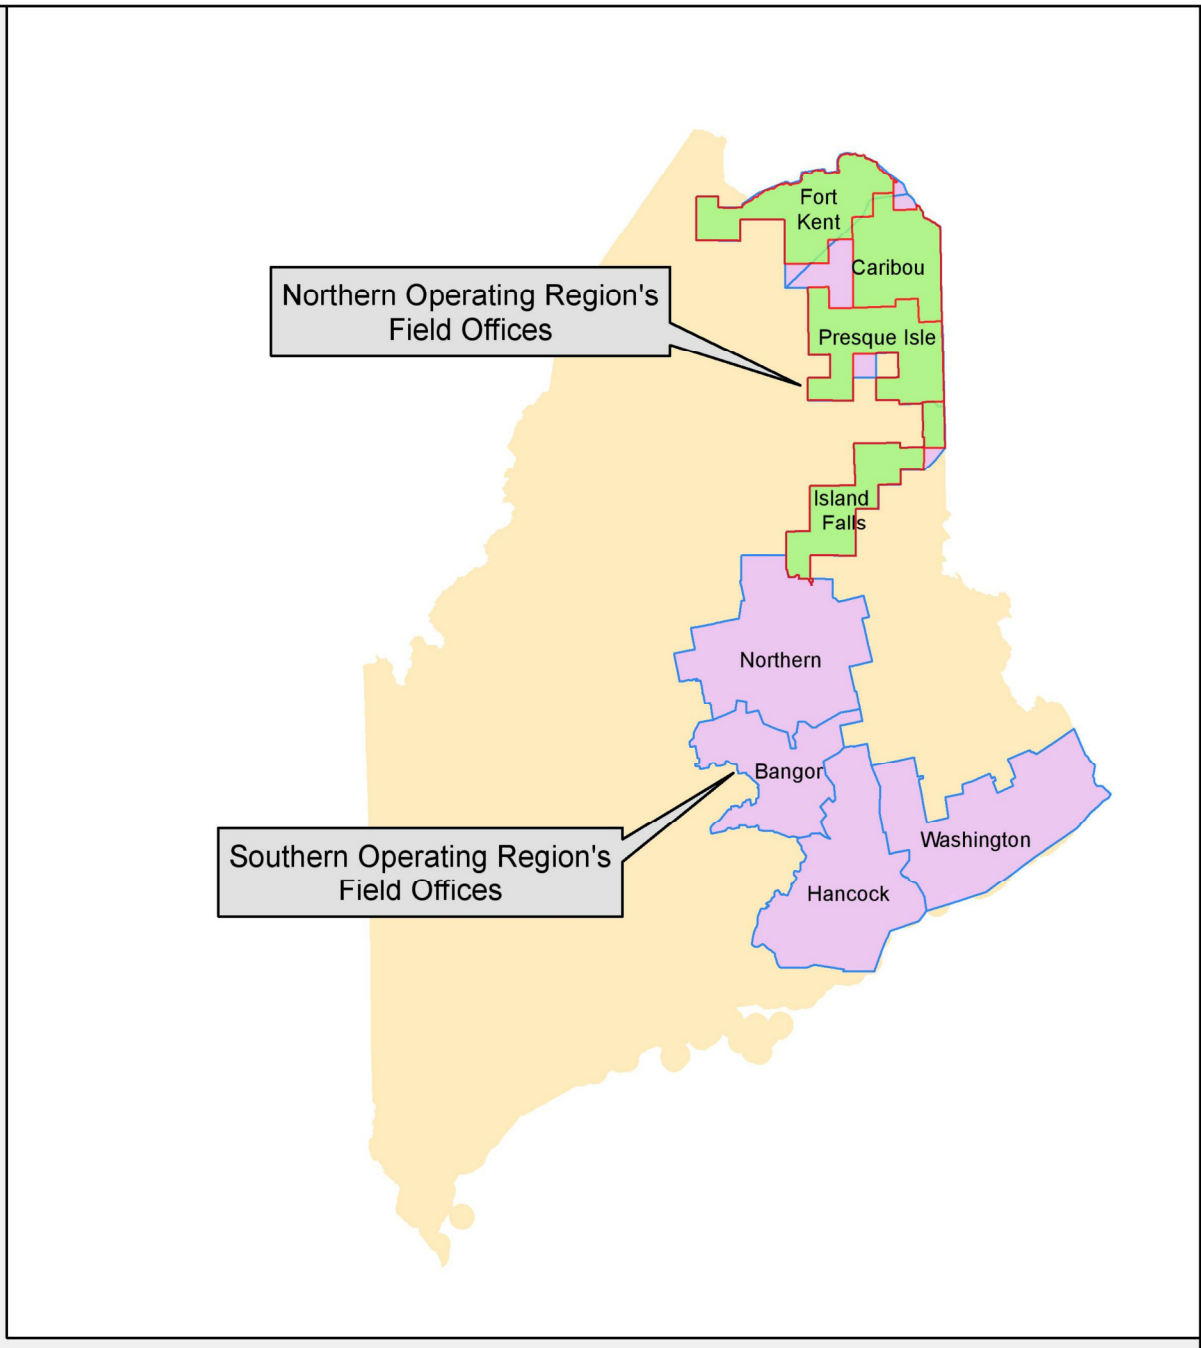 Fort
Kent
Caribou
Northern Operating Region's
Field Offices
Presque Isle
Island
Falls
Northern
Bangor
Southern Operating Region's
Field Offices
Washington
Hancock